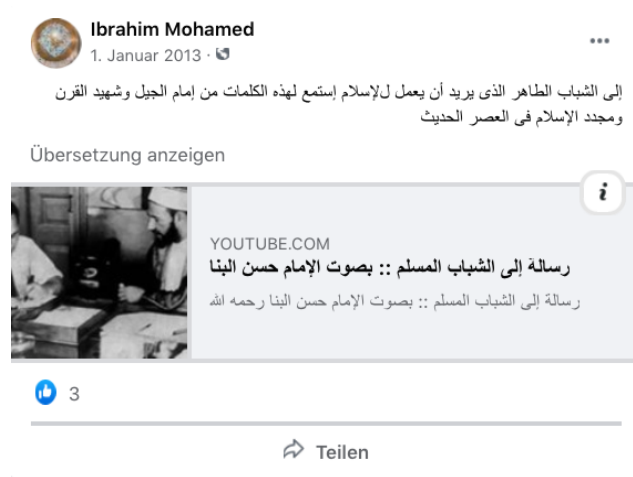 Ibrahim Mohamed
1. Januar 2013 ·
إلى الشباب الطاهر الذى يريد أن يعمل للإسلام إستمع لهذه الكلمات من إمام الجيل وشهيد القرن
ومجدد الإسلام فى العصر الحديث
Übersetzung anzeigen
YOUTUBE.COM
رسالة إلى الشباب المسلم :: بصوت الإمام حسن البنا
رسالة إلى الشباب المسلم :: بصوت الإمام حسن البنا رحمه الله
3
Teilen